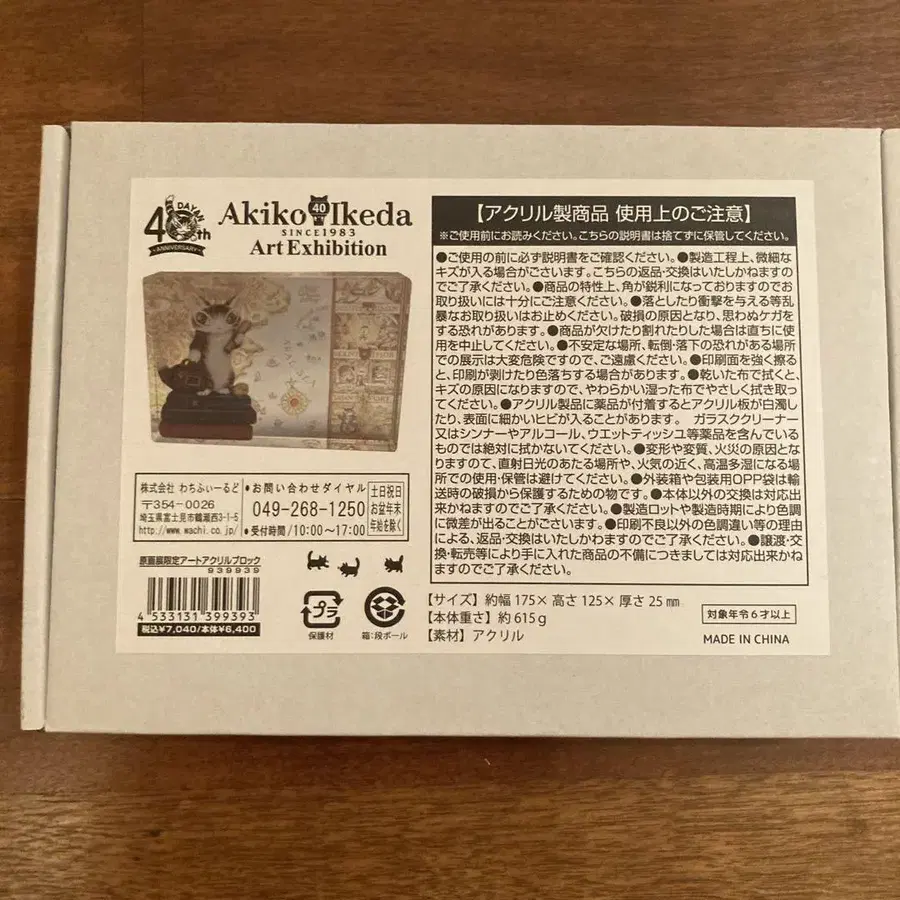 DAYAN
40th
ANNIVERSARY
Akiko 40 Ikeda
SINCE1983
Art Exhibition
株式会社 わちふぃーるど
〒354-0026
埼玉県富士見市鶴瀬西3-1-5
http://www.wachi.co.jp/
●お問い合わせダイヤル
049-268-1250
●受付時間/10:00〜17:00
土日祝日
お盆年末
年始を除く
原画展限定アートアクリルブロック
939939
4 533131 399393
税込¥7,040/本体¥6,400
プラ
保護材
箱:段ボール
【アクリル製商品 使用上のご注意】
※ご使用前にお読みください。こちらの説明書は捨てずに保管してください。
●ご使用の前に必ず説明書をご確認ください。●製造工程上、微細な
キズが入る場合がございます。こちらの返品・交換はいたしかねますの
でご了承ください。●商品の特性上、角が鋭利になっておりますのでお
取り扱いには十分にご注意ください。●落としたり衝撃を与える等乱
暴なお取り扱いはお止めください。破損の原因となり、思わぬケガを
する恐れがあります。●商品が欠けたり割れたりした場合は直ちに使
用を中止してください。●不安定な場所、転倒・落下の恐れがある場所
での展示は大変危険ですので、ご遠慮ください。●印刷面を強く擦る
と、印刷が剥けたり色落ちする場合があります。●乾いた布で拭くと、
キズの原因になりますので、やわらかい湿った布でやさしく拭き取っ
てください。●アクリル製品に薬品が付着するとアクリル板が白濁し
たり、表面に細かいヒビが入ることがあります。 ガラスククリーナー
又はシンナーやアルコール、ウエットティッシュ等薬品を含んでいる
ものでは絶対に拭かないてください。●変形や変質、火災の原因とな
りますので、直射日光のあたる場所や、火気の近く、高温多湿になる場
所での使用・保管は避けてください。●外装箱や包装用OPP袋は輸
送時の破損から保護するための物です。●本体以外の交換は対応出
来かねますのでご了承ください。●製造ロットや製造時期により色調
に微差が出ることがございます。●印刷不良以外の色調違い等の理由
による、返品・交換はいたしかねますのでご了承ください。●譲渡・交
換・転売等により手に入れた商品の不備につきましては対応出来かね
ますのでご了承ください。
【サイズ】約幅175×高さ125×厚さ25㎜
【本体重さ】約615g
【素材】アクリル
対象年令6才以上
MADE IN CHINA